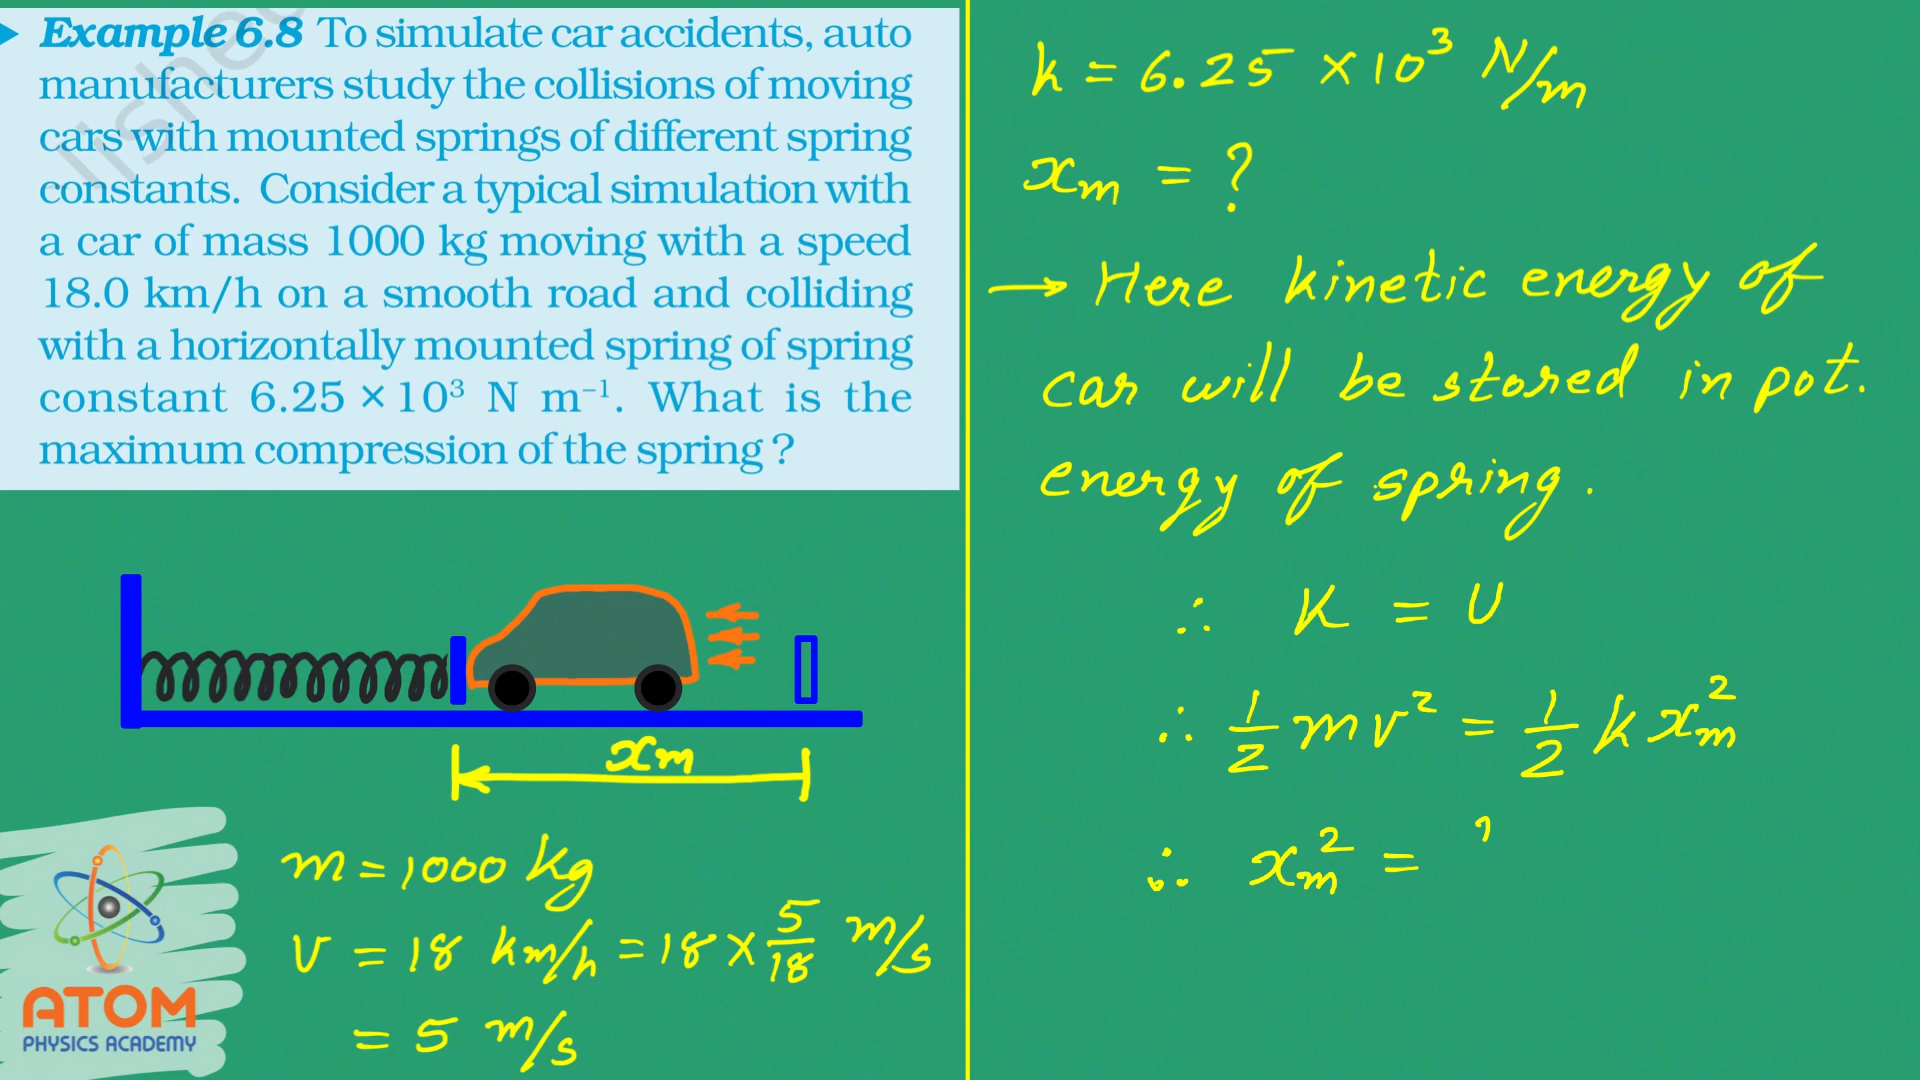 Example 6.8 To simulate car accidents, auto
manufacturers study the collisions of moving
cars with mounted springs of different spring
constants. Consider a typical simulation with
a car of mass 1000 kg moving with a speed
18.0 km/h on a smooth road and colliding
with a horizontally mounted spring of spring
constant 6.25 × 10³ N m⁻¹. What is the
maximum compression of the spring ?
xm
m = 1000 kg
v = 18 km/h = 18 × 5/18 m/s
= 5 m/s
ATOM
PHYSICS ACADEMY
k = 6.25 × 10³ N/m
xm = ?
→ Here kinetic energy of
car will be stored in pot.
energy of spring.
∴ K = U
∴ 1/2 mv² = 1/2 k xm²
∴ xm² =